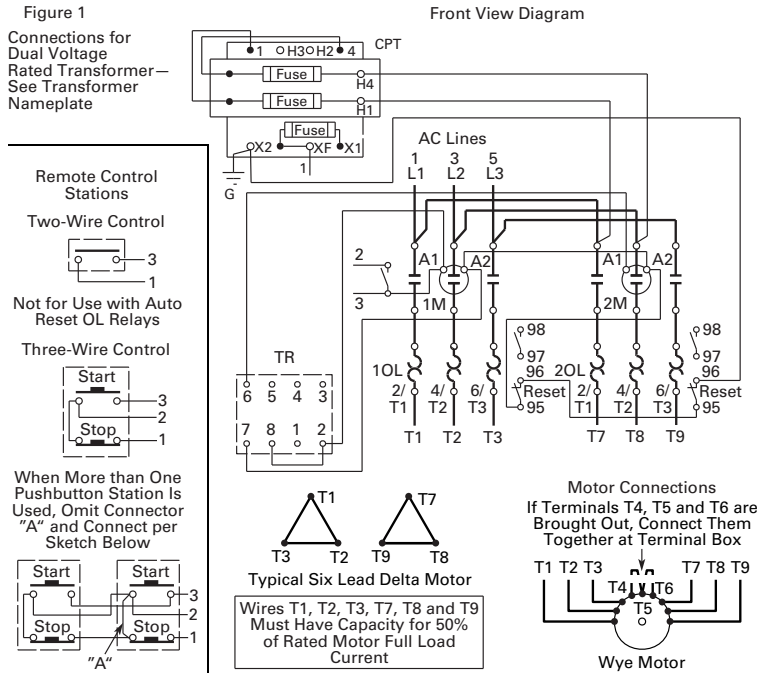 Figure 1
Connections for
Dual Voltage
Rated Transformer—
See Transformer
Nameplate
Front View Diagram
CPT
1 H3 H2 4
Fuse
H4
Fuse
H1
Fuse
X2 XF X1
1
G
AC Lines
1 3 5
L1 L2 L3
A1 A2
A1 A2
2
3
1M
2M
98
97
96
Reset
95
98
97
96
Reset
95
1OL
2/ 4/ 6/
T1 T2 T3
T1 T2 T3
2OL
2/ 4/ 6/
T1 T2 T3
T7 T8 T9
TR
6 5 4 3
7 8 1 2
Remote Control
Stations
Two-Wire Control
3
1
Not for Use with Auto
Reset OL Relays
Three-Wire Control
Start
3
2
Stop
1
When More than One
Pushbutton Station Is
Used, Omit Connector
"A" and Connect per
Sketch Below
Start Start
3
2
Stop Stop
1
"A"
T1
T3 T2
T7
T9 T8
Typical Six Lead Delta Motor
Wires T1, T2, T3, T7, T8 and T9
Must Have Capacity for 50%
of Rated Motor Full Load
Current
Motor Connections
If Terminals T4, T5 and T6 are
Brought Out, Connect Them
Together at Terminal Box
T1 T2 T3 T7 T8 T9
T4 T6
T5
Wye Motor